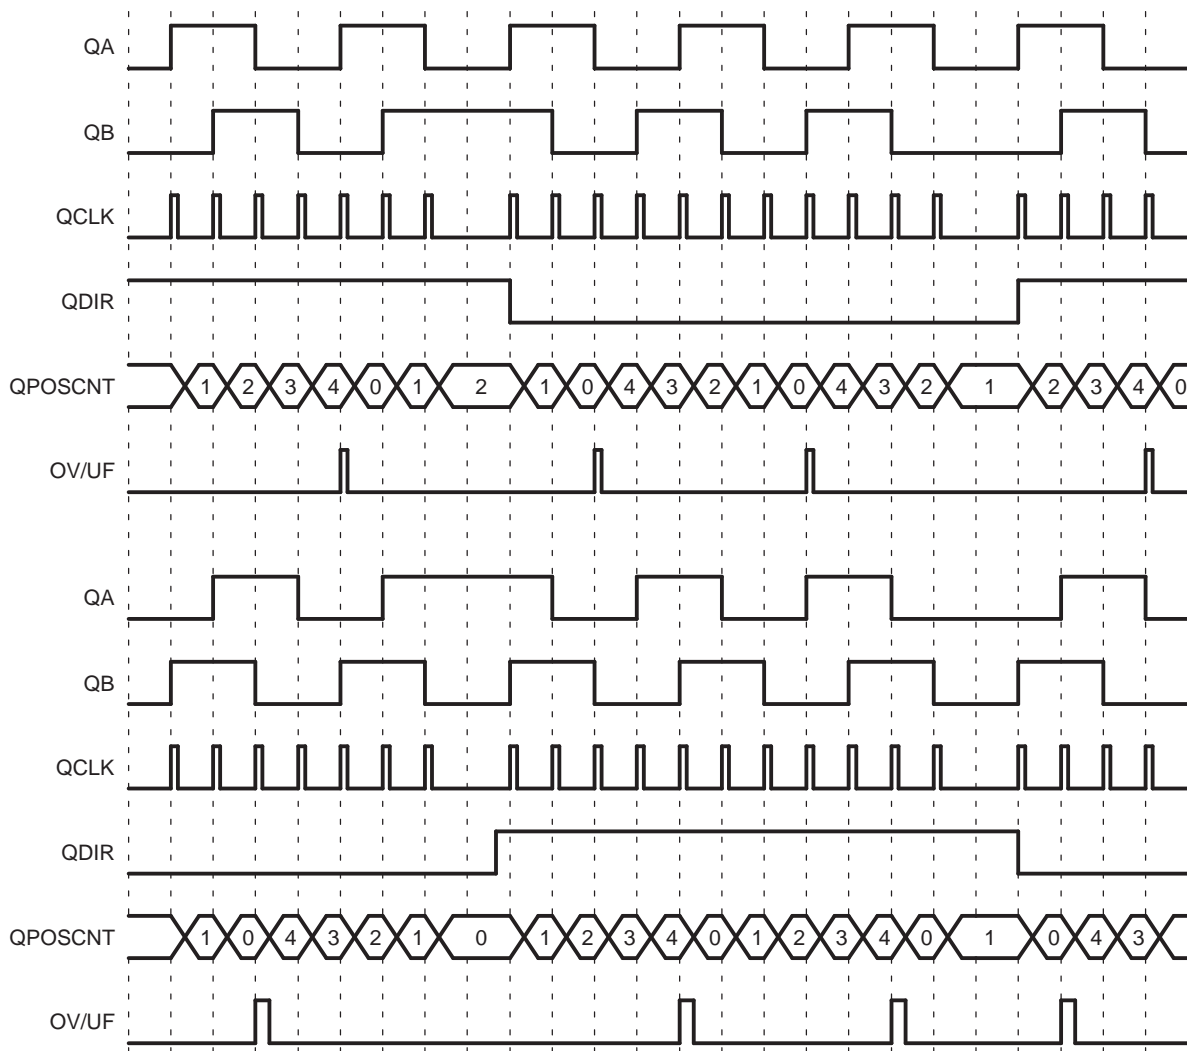 QA
QB
QCLK
QDIR
QPOSCNT 1 2 3 4 0 1 2 1 0 4 3 2 1 0 4 3 2 1 2 3 4 0
OV/UF
QA
QB
QCLK
QDIR
QPOSCNT 1 0 4 3 2 1 0 1 2 3 4 0 1 2 3 4 0 1 0 4 3
OV/UF